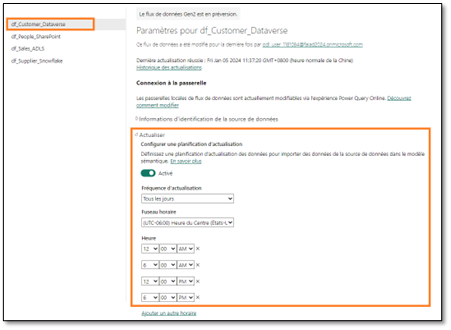 Le flux de données Gen2 est en préversion.
df_Customer_Dataverse
df_People_SharePoint
df_Sales_ADLS
df_Supplier_Snowflake
Paramètres pour df_Customer_Dataverse
Ce flux de données a été modifié pour la dernière fois par
Dernière actualisation réussie : Fri Jan 05 2024 11:37:20 GMT+0800 (heure normale de la Chine)
Historique des actualisations
Connexion à la passerelle
Les passerelles locales de flux de données sont actuellement modifiables via l'expérience Power Query Online. Découvrez
comment modifier
Informations d'identification de la source de données
Actualiser
Configurer une planification d'actualisation
Définissez une planification d'actualisation des données pour importer des données de la source de données dans le modèle
sémantique. En savoir plus
Activé
Fréquence d'actualisation
Tous les jours
Fuseau horaire
(UTC-06:00) Heure du Centre (États-U
Heure
12 00 AM ×
6 00 AM ×
12 00 PM ×
6 00 PM ×
Ajouter un autre horaire